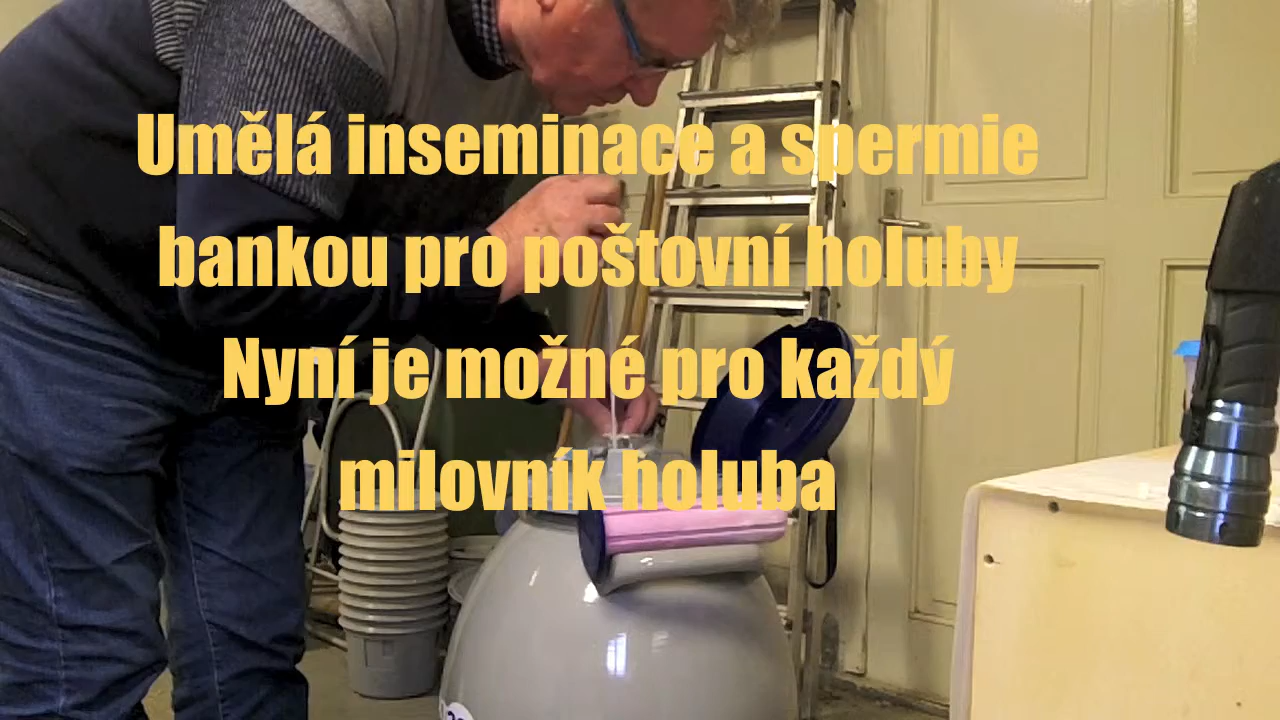 Umělá inseminace a spermie
bankou pro poštovní holuby
Nyní je možné pro každý
milovník holuba